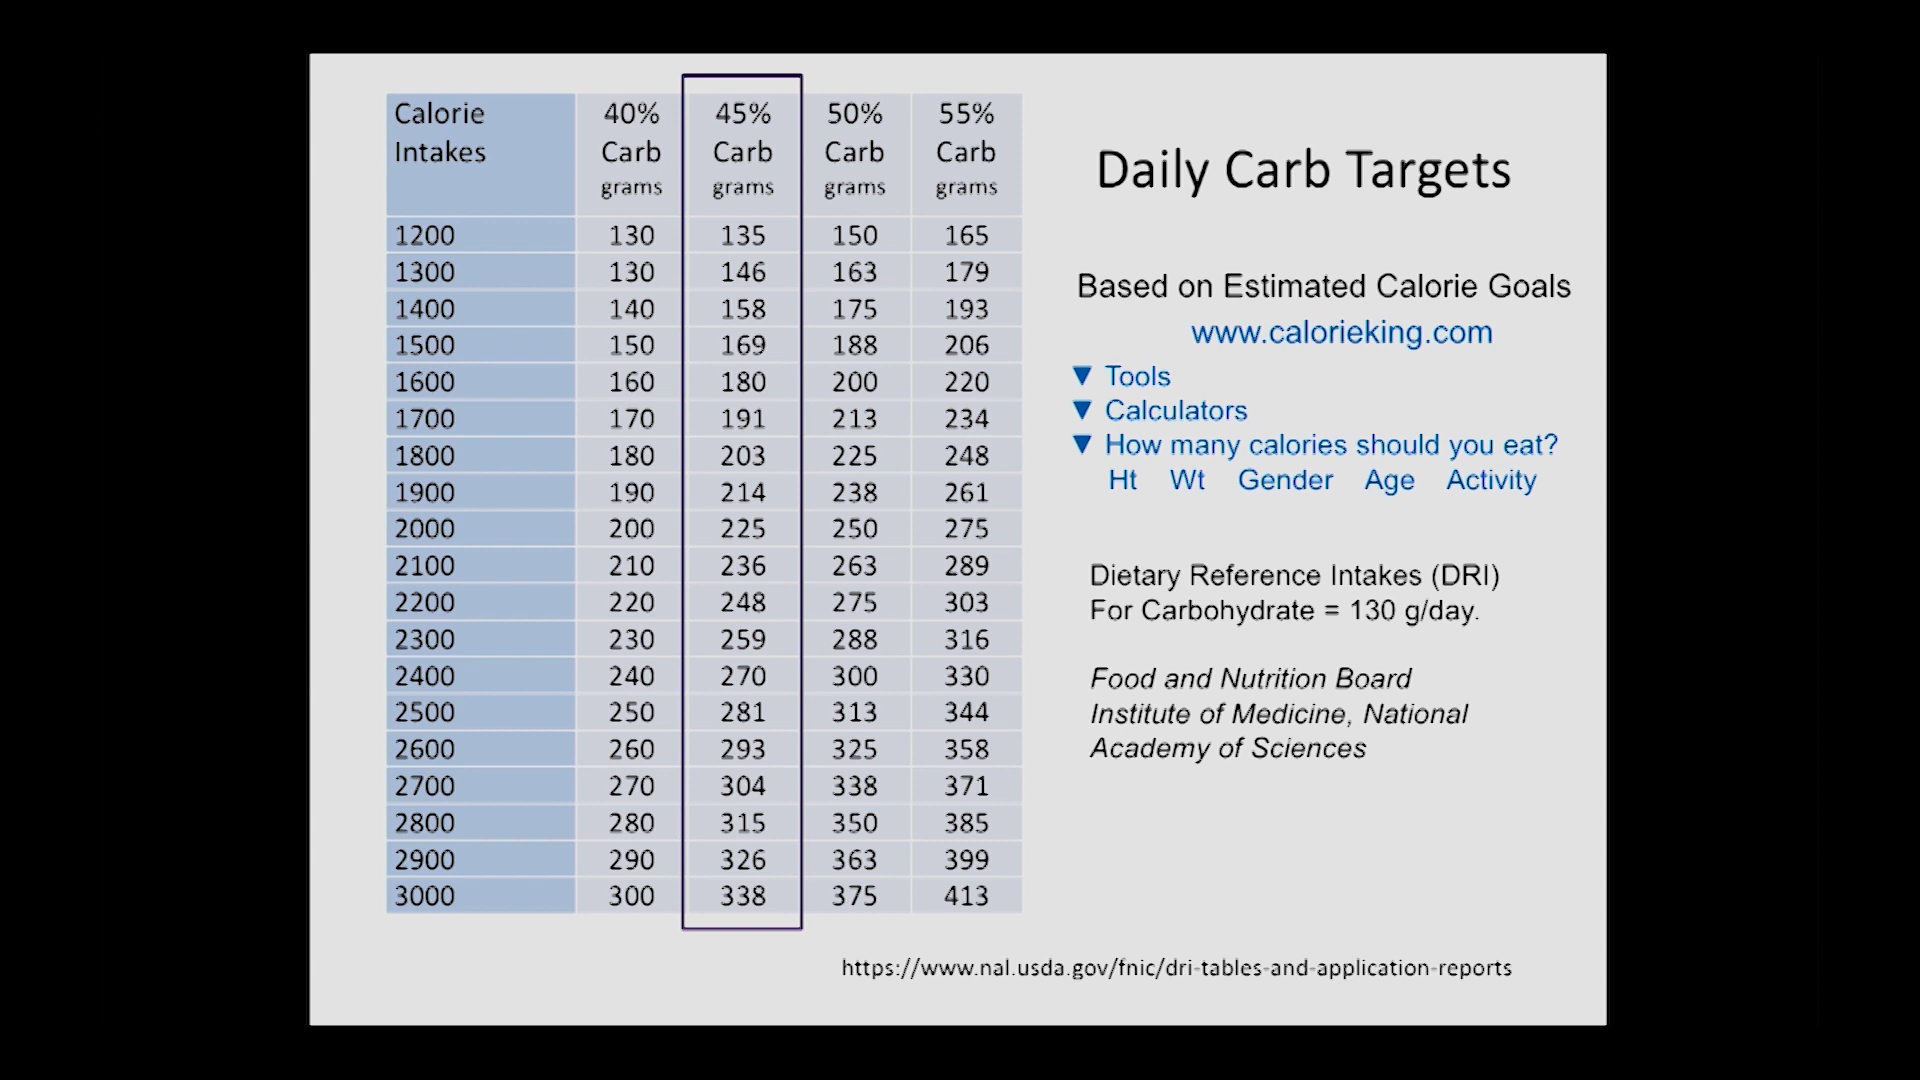 Calorie Intakes 40% Carb grams 45% Carb grams 50% Carb grams 55% Carb grams
1200 130 135 150 165
1300 130 146 163 179
1400 140 158 175 193
1500 150 169 188 206
1600 160 180 200 220
1700 170 191 213 234
1800 180 203 225 248
1900 190 214 238 261
2000 200 225 250 275
2100 210 236 263 289
2200 220 248 275 303
2300 230 259 288 316
2400 240 270 300 330
2500 250 281 313 344
2600 260 293 325 358
2700 270 304 338 371
2800 280 315 350 385
2900 290 326 363 399
3000 300 338 375 413
Daily Carb Targets
Based on Estimated Calorie Goals
www.calorieking.com
▼ Tools
▼ Calculators
▼ How many calories should you eat?
Ht Wt Gender Age Activity
Dietary Reference Intakes (DRI)
For Carbohydrate = 130 g/day.
Food and Nutrition Board
Institute of Medicine, National
Academy of Sciences
https://www.nal.usda.gov/fnic/dri-tables-and-application-reports